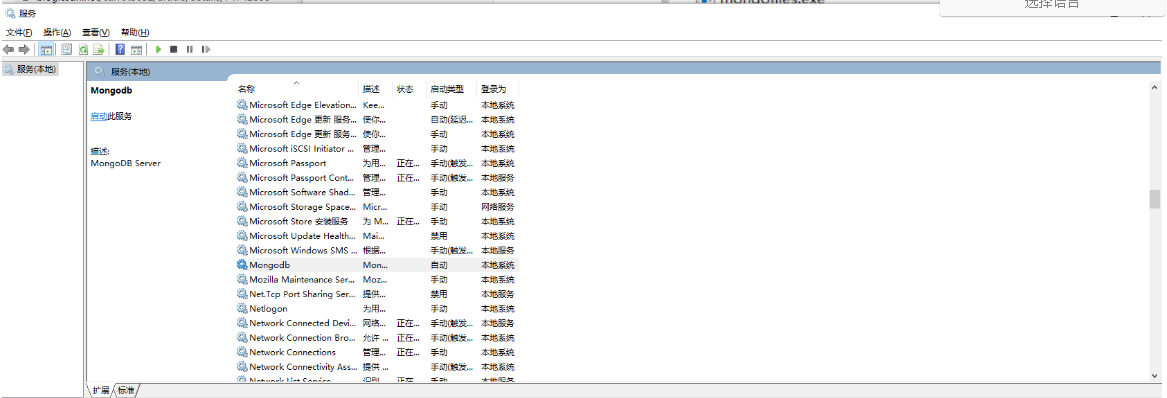 mongofiles.exe
选择语言
服务
文件(F) 操作(A) 查看(V) 帮助(H)
服务(本地)
服务(本地)
Mongodb
启动此服务
描述:
MongoDB Server
名称 描述 状态 启动类型 登录为
Microsoft Edge Elevation... Kee... 手动 本地系统
Microsoft Edge 更新 服务... 使你... 自动(延迟... 本地系统
Microsoft Edge 更新 服务... 使你... 手动 本地系统
Microsoft iSCSI Initiator ... 管理... 手动 本地系统
Microsoft Passport 为用... 正在... 手动(触发... 本地系统
Microsoft Passport Cont... 管理... 正在... 手动(触发... 本地服务
Microsoft Software Shad... 管理... 手动 本地系统
Microsoft Storage Space... Micr... 手动 网络服务
Microsoft Store 安装服务 为 M... 正在... 手动 本地系统
Microsoft Update Health... Mai... 禁用 本地系统
Microsoft Windows SMS ... 根据... 手动(触发... 本地服务
Mongodb Mon... 自动 本地系统
Mozilla Maintenance Ser... Moz... 手动 本地系统
Net.Tcp Port Sharing Ser... 提供... 禁用 本地服务
Netlogon 为用... 手动 本地系统
Network Connected Devi... 网络... 正在... 手动(触发... 本地服务
Network Connection Bro... 允许 ... 正在... 手动(触发... 本地系统
Network Connections 管理... 正在... 手动 本地系统
Network Connectivity Ass... 提供 ... 手动(触发... 本地系统
Network List Service 识别... 正在... 手动 本地服务
扩展 标准